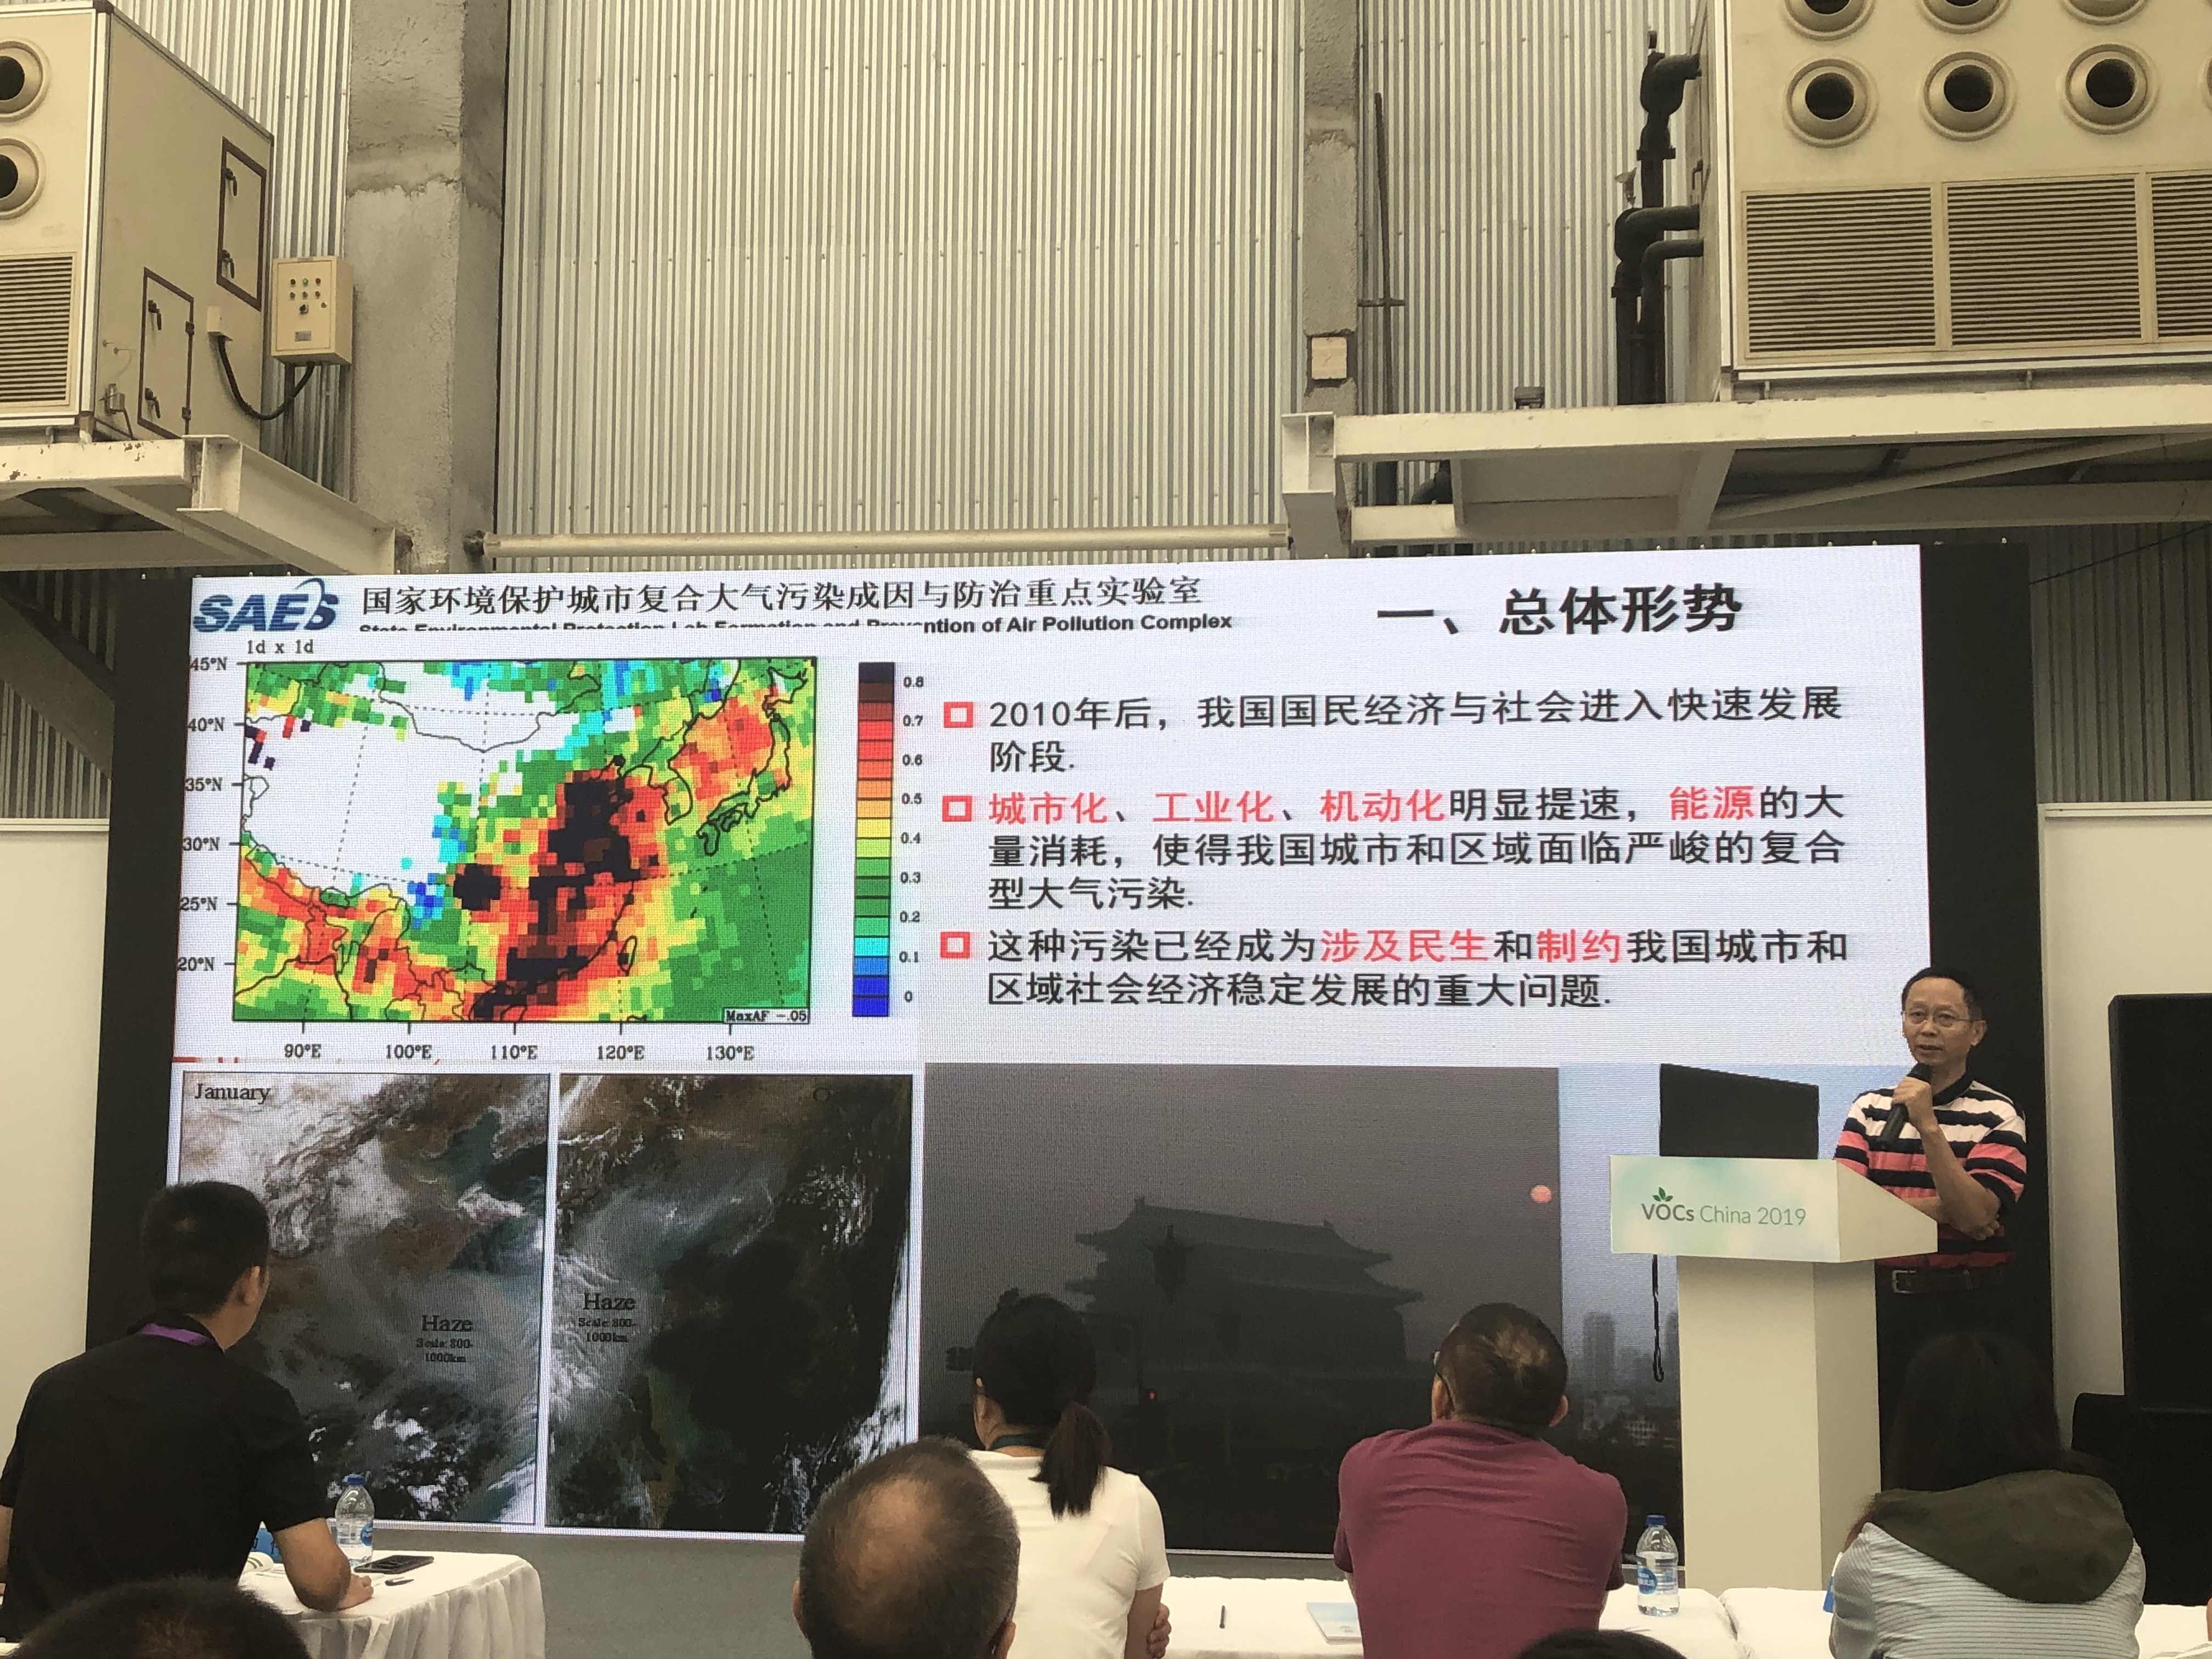 SAES
国家环境保护城市复合大气污染成因与防治重点实验室
State Environmental Protection Lab Formation and Prevention of Air Pollution Complex
一、总体形势
1d x 1d
45°N
40°N
35°N
30°N
25°N
20°N
90°E
100°E
110°E
120°E
130°E
MaxAF -.05
0.8
0.7
0.6
0.5
0.4
0.3
0.2
0.1
0
2010年后，我国国民经济与社会进入快速发展
阶段.
城市化、工业化、机动化明显提速，能源的大
量消耗，使得我国城市和区域面临严峻的复合
型大气污染.
这种污染已经成为涉及民生和制约我国城市和
区域社会经济稳定发展的重大问题.
January
Haze
Scale: 800-
1000km
Haze
Scale: 800-
1000km
VOCs China 2019